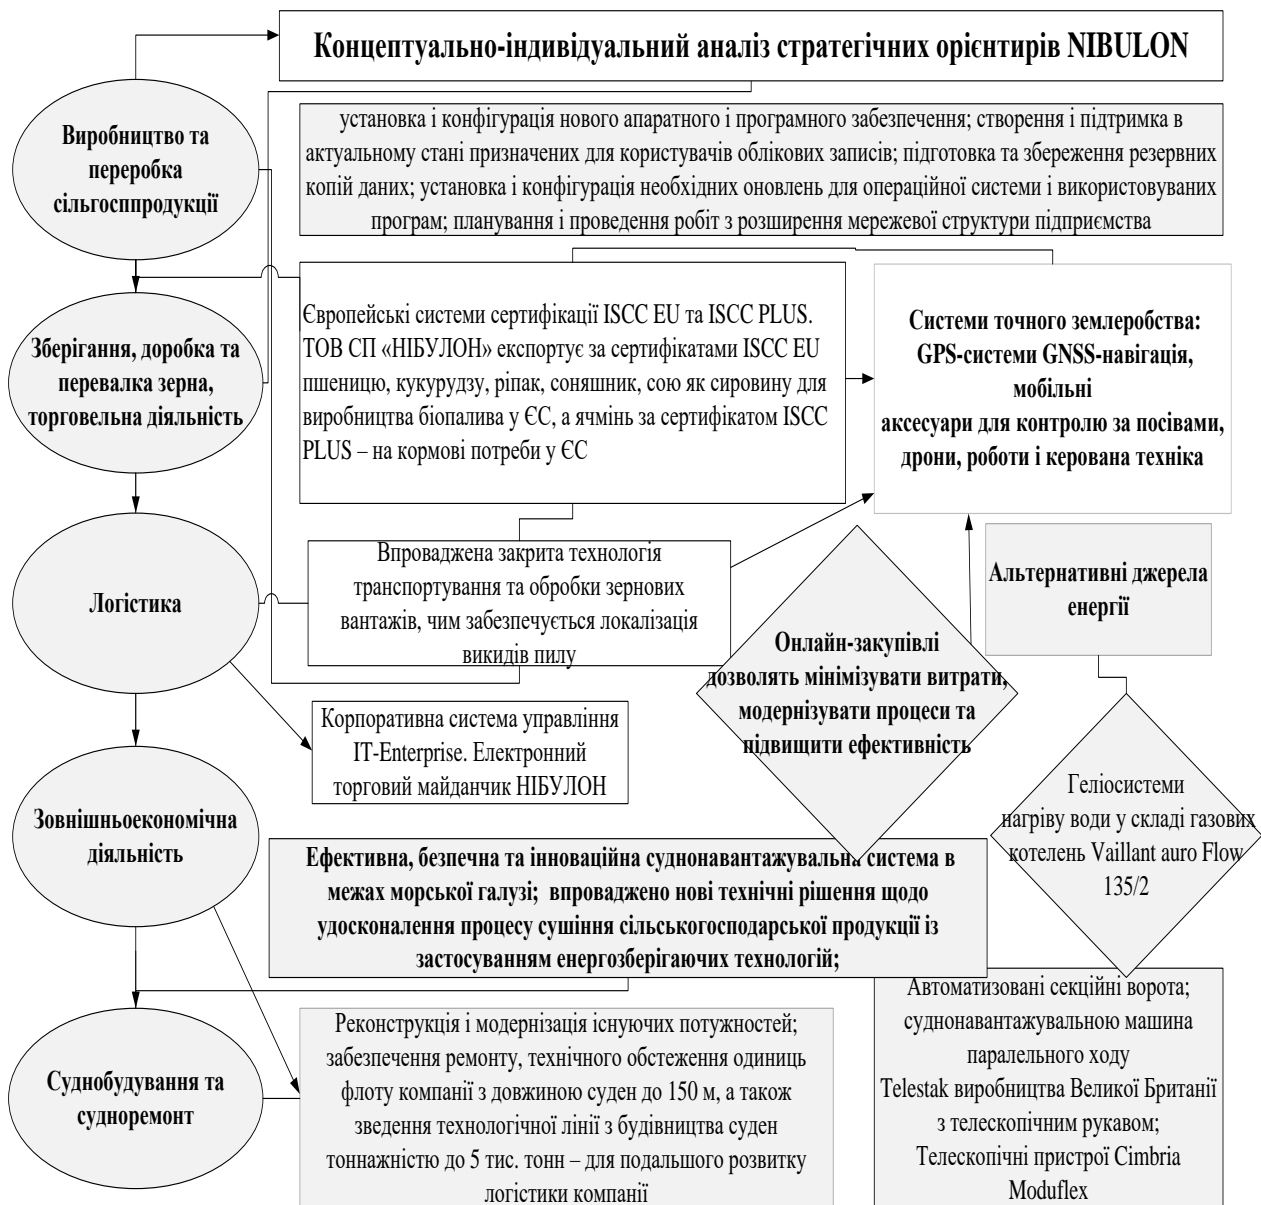 Концептуально-індивідуальний аналіз стратегічних орієнтирів NIBULON
Виробництво та
переробка
сільгосппродукції
установка і конфігурація нового апаратного і програмного забезпечення; створення і підтримка в
актуальному стані призначених для користувачів облікових записів; підготовка та збереження резервних
копій даних; установка і конфігурація необхідних оновлень для операційної системи і використовуваних
програм; планування і проведення робіт з розширення мережевої структури підприємства
Зберігання, доробка та
перевалка зерна,
торговельна діяльність
Європейські системи сертифікації ISCC EU та ISCC PLUS.
ТОВ СП «НІБУЛОН» експортує за сертифікатами ISCC EU
пшеницю, кукурудзу, ріпак, соняшник, сою як сировину для
виробництва біопалива у ЄС, а ячмінь за сертифікатом ISCC
PLUS – на кормові потреби у ЄС
Системи точного землеробства:
GPS-системи GNSS-навігація,
мобільні
аксесуари для контролю за посівами,
дрони, роботи і керована техніка
Логістика
Впроваджена закрита технологія
транспортування та обробки зернових
вантажів, чим забезпечується локалізація
викидів пилу
Альтернативні джерела
енергії
Онлайн-закупівлі
дозволять мінімізувати витрати,
модернізувати процеси та
підвищити ефективність
Корпоративна система управління
IT-Enterprise. Електронний
торговий майданчик НІБУЛОН
Геліосистеми
нагріву води у складі газових
котелень Vaillant auro Flow
135/2
Зовнішньоекономічна
діяльність
Ефективна, безпечна та інноваційна суднонавантажувальна система в
межах морської галузі; впроваджено нові технічні рішення щодо
удосконалення процесу сушіння сільськогосподарської продукції із
застосуванням енергозберігаючих технологій;
Суднобудування та
судноремонт
Реконструкція і модернізація існуючих потужностей;
забезпечення ремонту, технічного обстеження одиниць
флоту компанії з довжиною суден до 150 м, а також
зведення технологічної лінії з будівництва суден
тоннажністю до 5 тис. тонн – для подальшого розвитку
логістики компанії
Автоматизовані секційні ворота;
суднонавантажувальною машина
паралельного ходу
Telestak виробництва Великої Британії
з телескопічним рукавом;
Телескопічні пристрої Cimbria
Moduflex